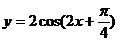 y = 2cos(2x + π/4)